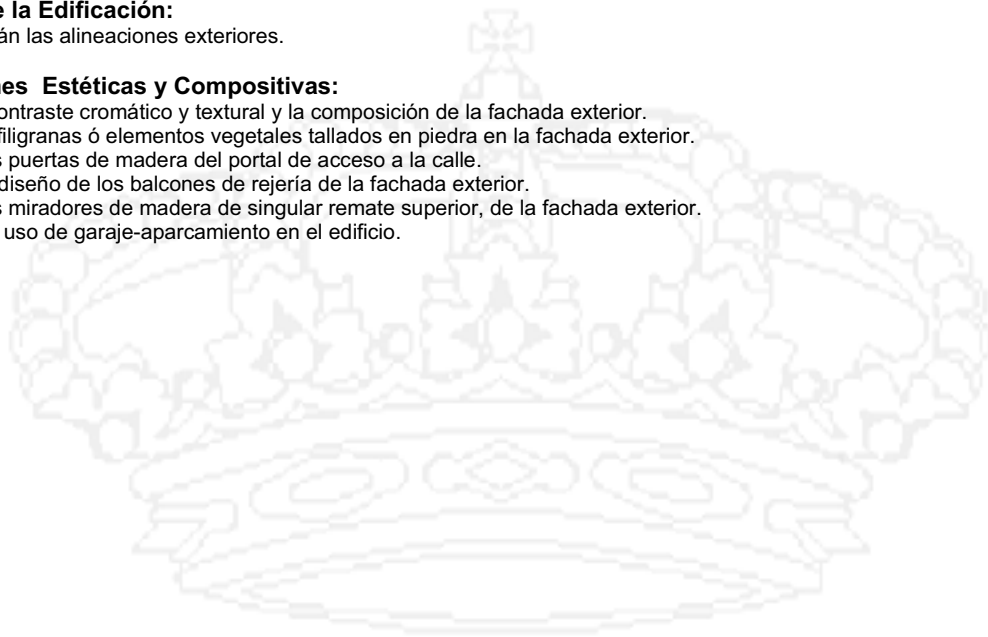 la Edificación:
las alineaciones exteriores.
Estéticas y Compositivas:
cromático y textural y la composición de la fachada exterior.
filigranas ó elementos vegetales tallados en piedra en la fachada exterior.
puertas de madera del portal de acceso a la calle.
diseño de los balcones de rejería de la fachada exterior.
miradores de madera de singular remate superior, de la fachada exterior.
uso de garaje-aparcamiento en el edificio.